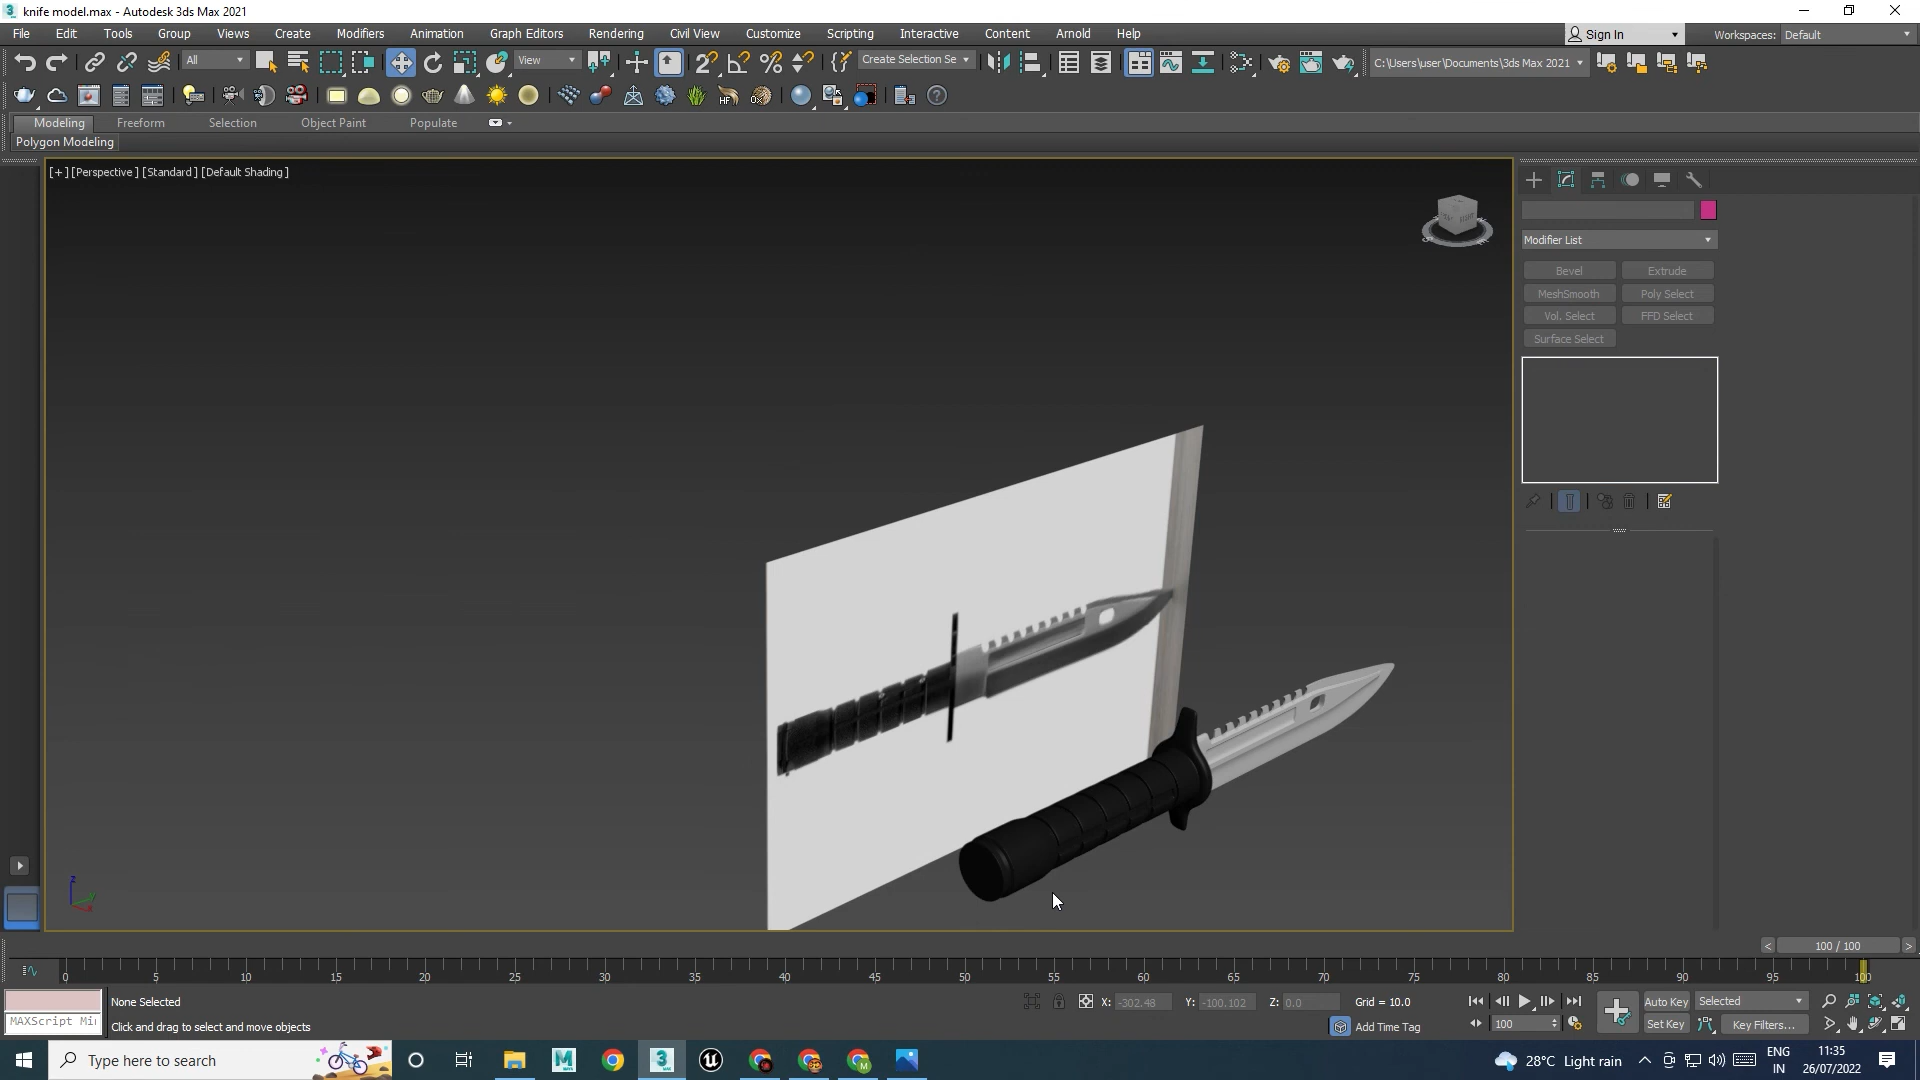 3 knife model.max - Autodesk 3ds Max 2021
File Edit Tools Group Views Create Modifiers Animation Graph Editors Rendering Civil View Customize Scripting Interactive Content Arnold Help
Sign In Workspaces: Default
All View Create Selection Se C:\Users\user\Documents\3ds Max 2021
Modeling Freeform Selection Object Paint Populate
Polygon Modeling
[+] [Perspective] [Standard] [Default Shading]
Modifier List
Bevel Extrude
MeshSmooth Poly Select
Vol. Select FFD Select
Surface Select
z
< 100 / 100 >
0 5 10 15 20 25 30 35 40 45 50 55 60 65 70 75 80 85 90 95 100
None Selected X: -302.48 Y: -100.102 Z: 0.0 Grid = 10.0 Auto Key Selected
MAXScript Mi Click and drag to select and move objects Add Time Tag 100 Set Key Key Filters...
Type here to search
28°C Light rain ENG IN 11:35 26/07/2022